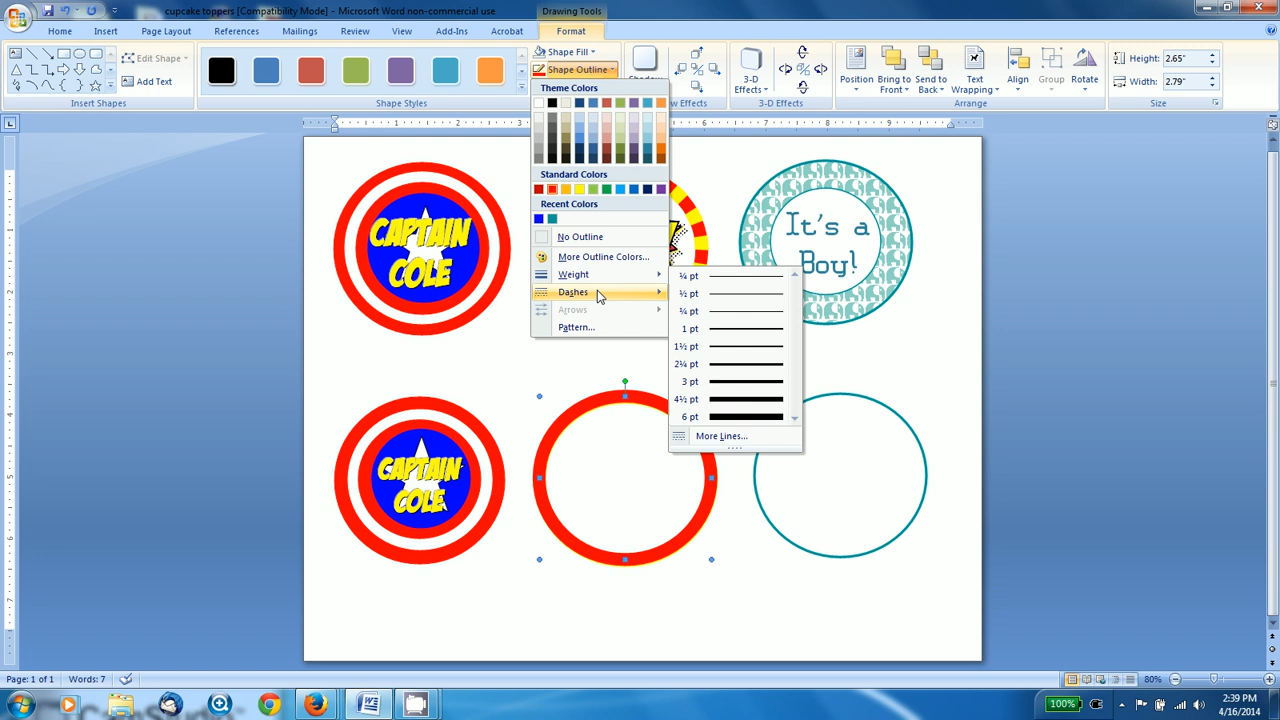 cupcake toppers [Compatibility Mode] - Microsoft Word non-commercial use
Drawing Tools
Home Insert Page Layout References Mailings Review View Add-Ins Acrobat Format
Edit Shape
Add Text
Insert Shapes
Shape Styles
Shape Fill
Shape Outline
3-D
Effects
3-D Effects
Position
Bring to
Front
Send to
Back
Text
Wrapping
Align
Group
Rotate
Arrange
Height: 2.65"
Width: 2.79"
Size
Theme Colors
Standard Colors
Recent Colors
No Outline
More Outline Colors...
Weight
Dashes
Arrows
Pattern...
¼ pt
½ pt
¾ pt
1 pt
1½ pt
2¼ pt
3 pt
4½ pt
6 pt
More Lines...
1 2 6 7 8 9
CAPTAIN
COLE
It's a
Boy!
CAPTAIN
COLE
Page: 1 of 1 Words: 7
80%
100%
2:39 PM
4/16/2014